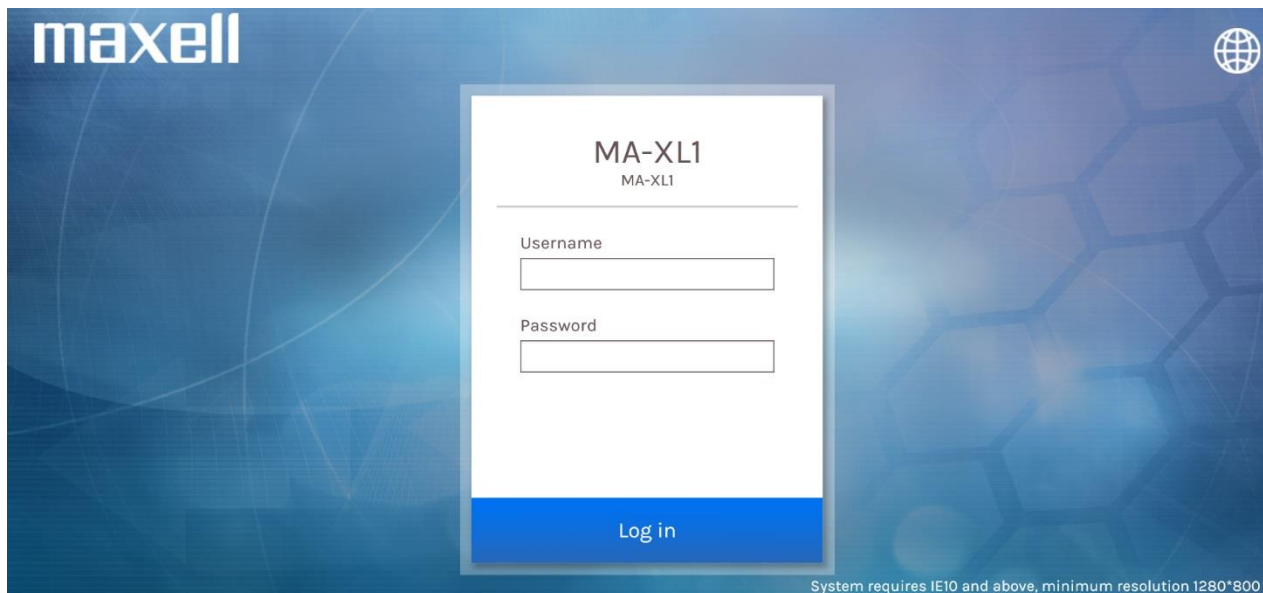 maxell
MA-XL1
MA-XL1
Username
Password
Log in
System requires IE10 and above, minimum resolution 1280*800